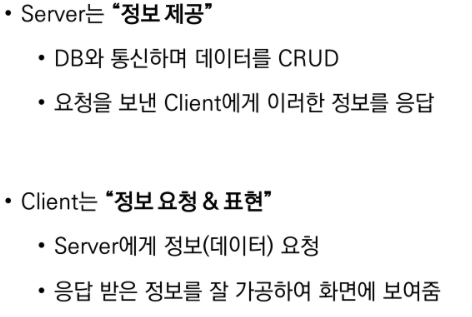 • Server는 “정보 제공”
• DB와 통신하며 데이터를 CRUD
• 요청을 보낸 Client에게 이러한 정보를 응답
• Client는 “정보 요청 & 표현”
• Server에게 정보(데이터) 요청
• 응답 받은 정보를 잘 가공하여 화면에 보여줌